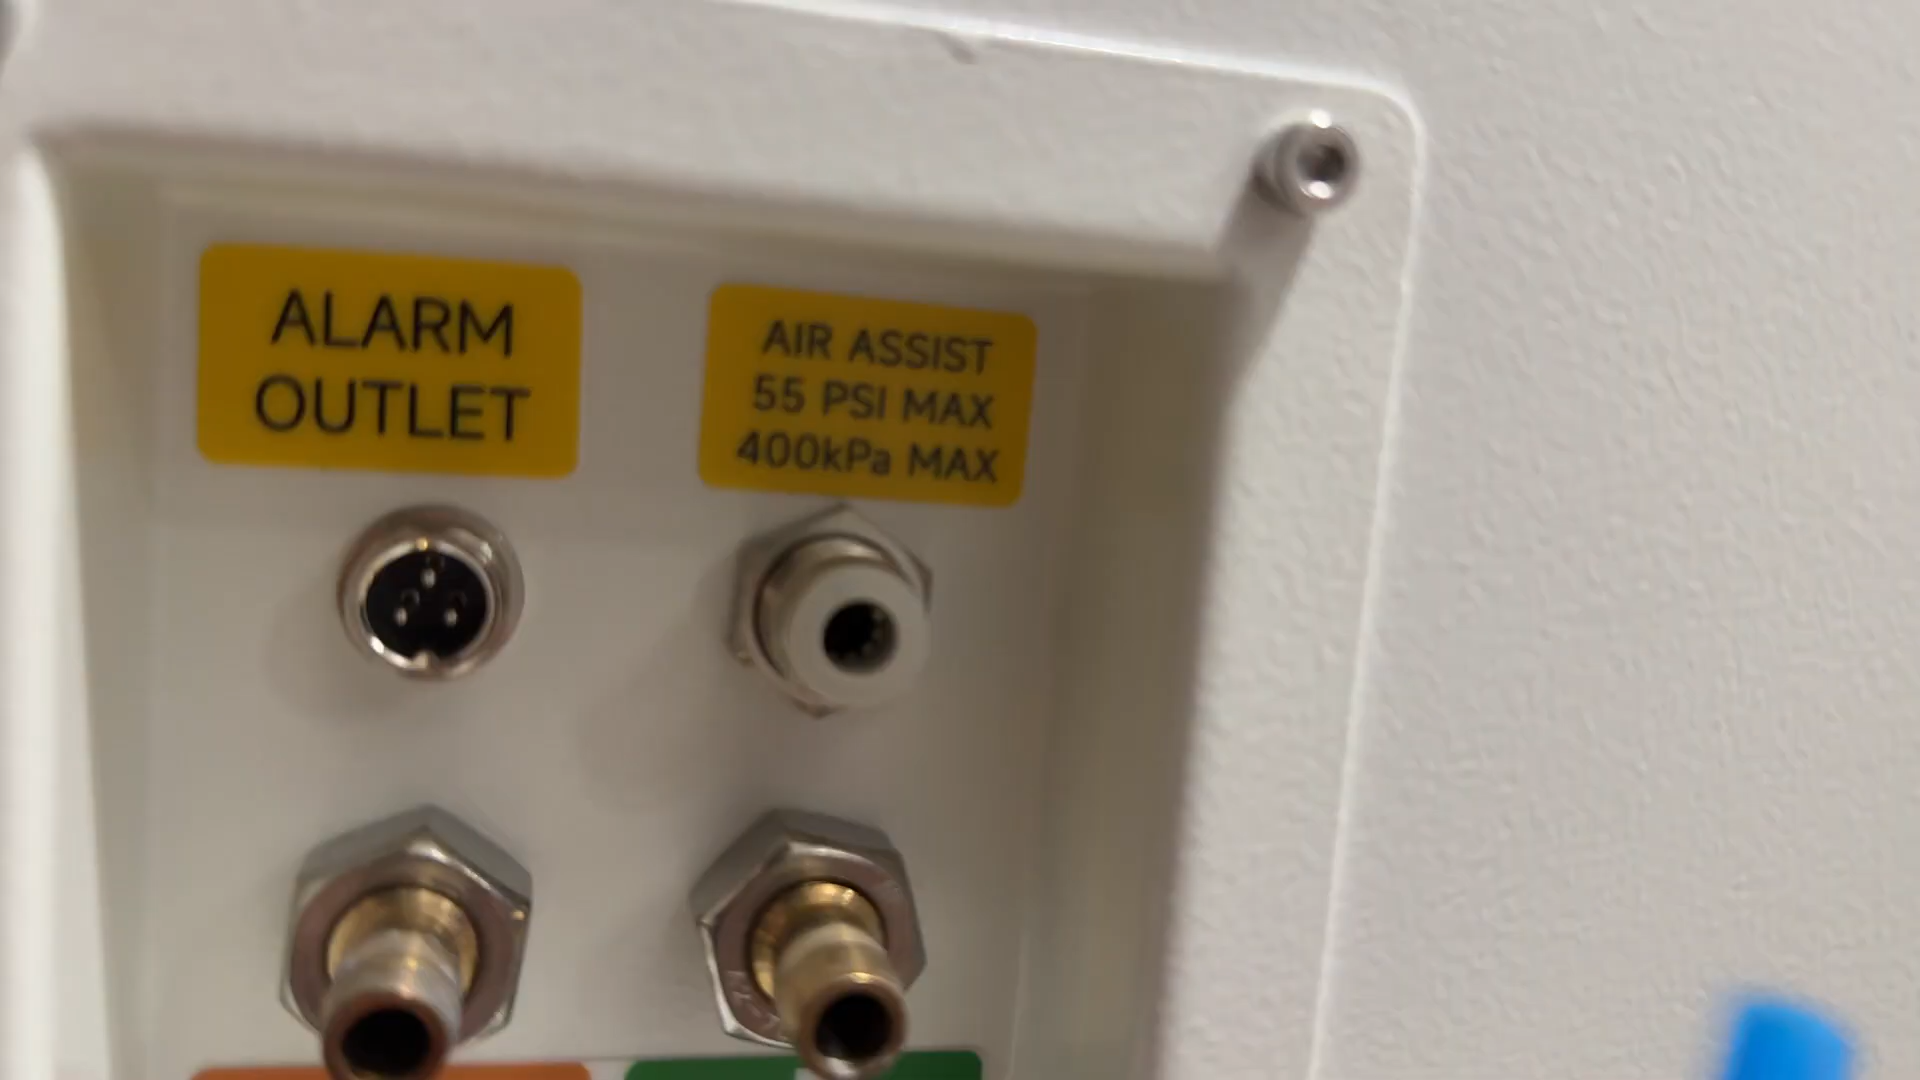 ALARM
OUTLET
AIR ASSIST
55 PSI MAX
400kPa MAX